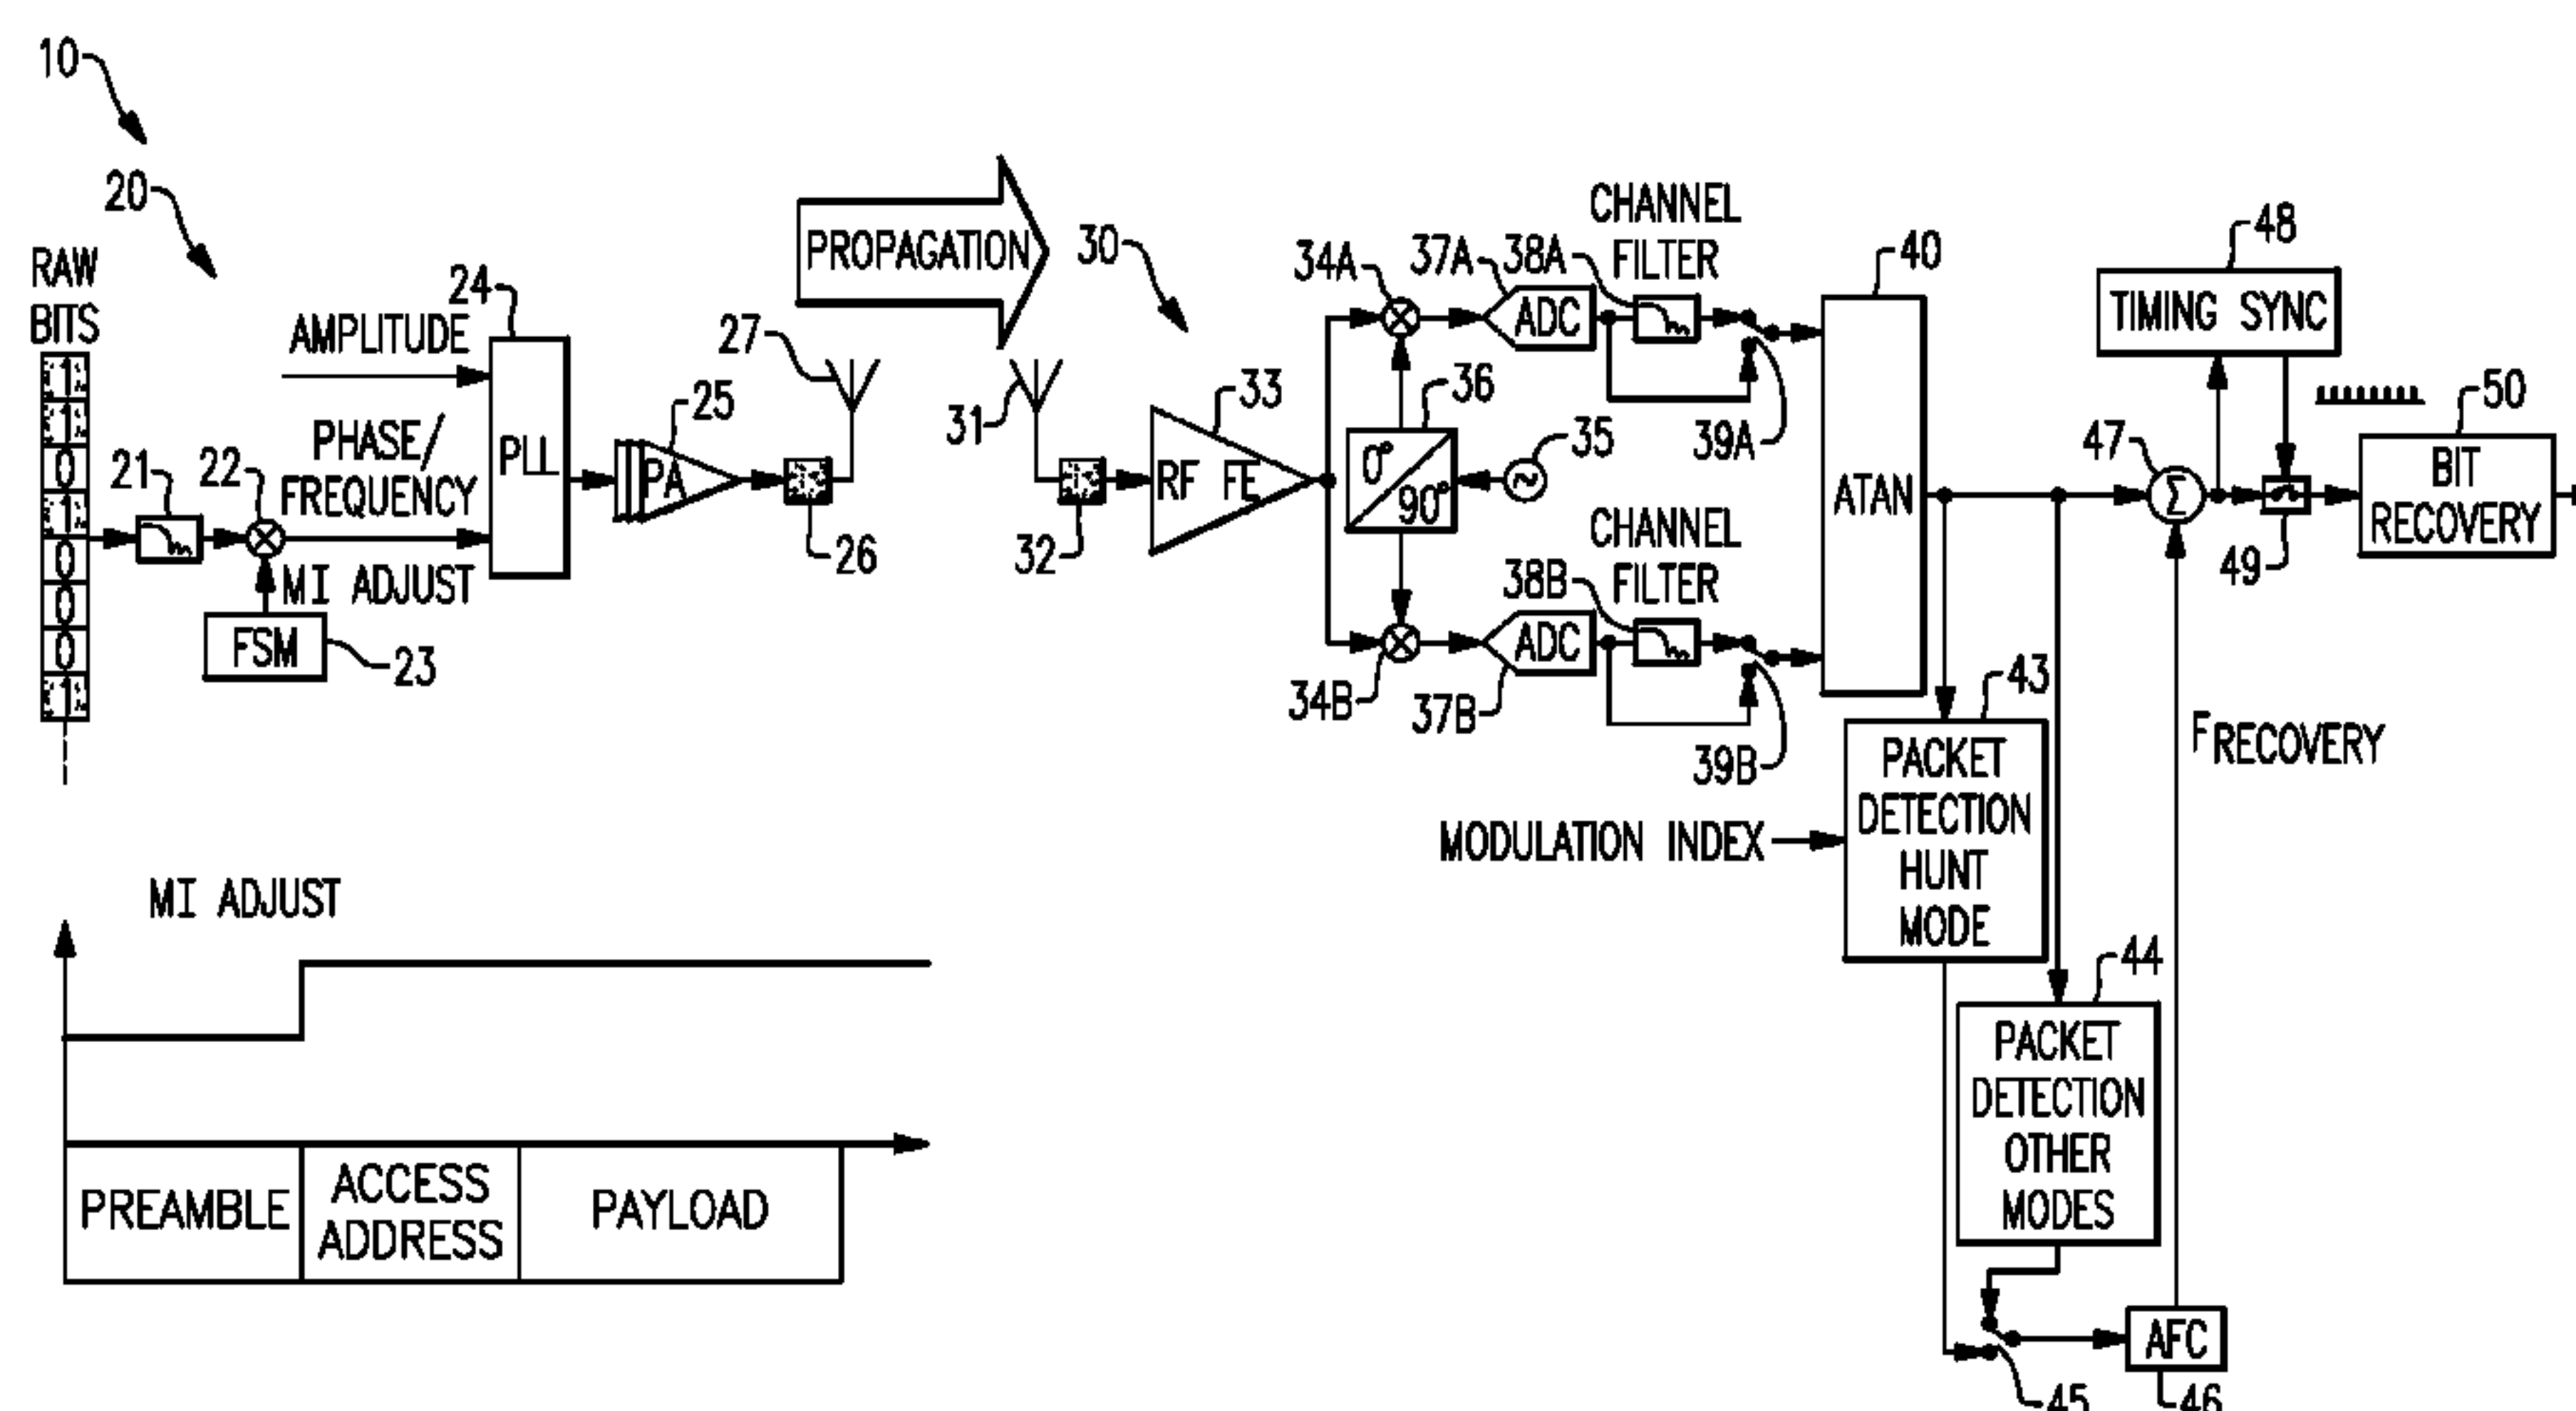 10
20
RAW
BITS
1
1
0
1
0
0
0
1
21
22
FSM
23
AMPLITUDE
PHASE/
FREQUENCY
MI ADJUST
24
PLL
25
PA
26
27
PROPAGATION
30
31
32
33
RF FE
34A
34B
0°
90°
36
35
37A
ADC
38A
CHANNEL
FILTER
39A
37B
ADC
38B
CHANNEL
FILTER
39B
40
ATAN
43
MODULATION INDEX
PACKET
DETECTION
HUNT
MODE
44
PACKET
DETECTION
OTHER
MODES
45
AFC
46
FRECOVERY
47
Σ
48
TIMING SYNC
49
50
BIT
RECOVERY
MI ADJUST
PREAMBLE
ACCESS
ADDRESS
PAYLOAD